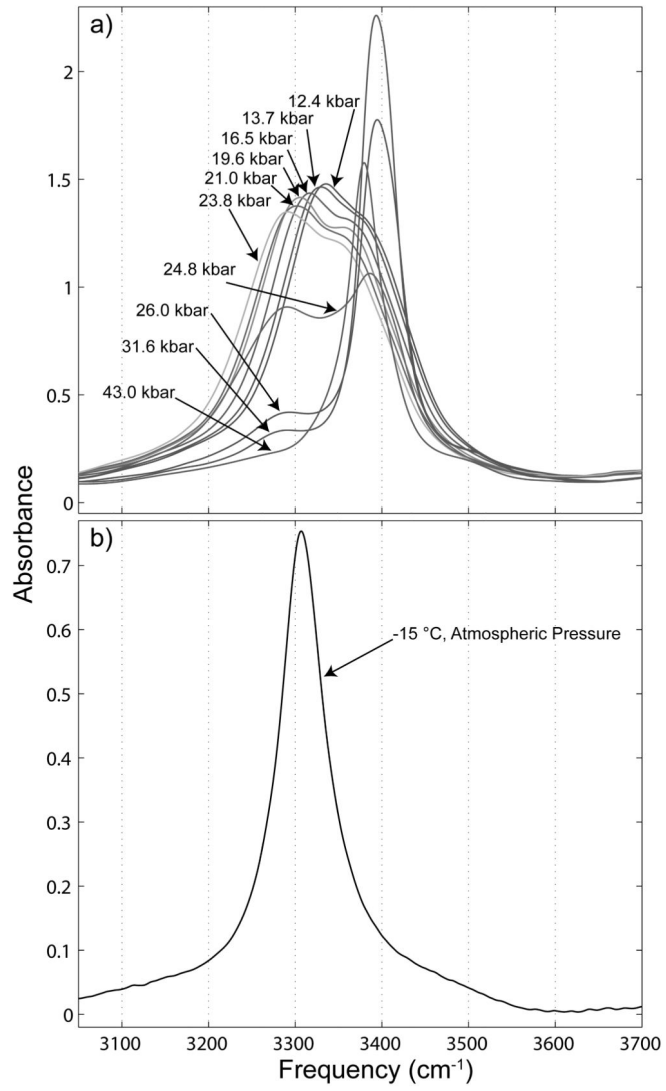 a)
2
1.5
1
0.5
0
12.4 kbar
13.7 kbar
16.5 kbar
19.6 kbar
21.0 kbar
23.8 kbar
24.8 kbar
26.0 kbar
31.6 kbar
43.0 kbar
Absorbance
b)
0.7
0.6
0.5
0.4
0.3
0.2
0.1
0
-15 °C, Atmospheric Pressure
3100 3200 3300 3400 3500 3600 3700
Frequency (cm⁻¹)